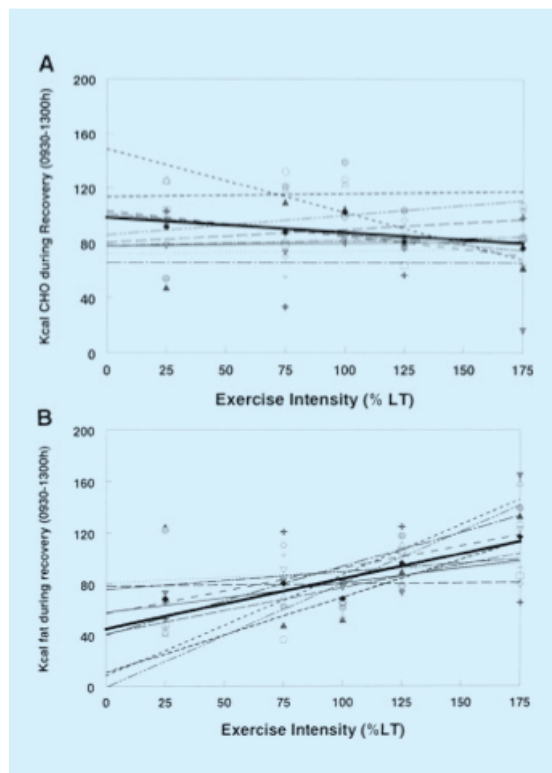 A
Kcal CHO during Recovery (0930-1300h)
200
160
120
80
40
0
0 25 50 75 100 125 150 175
Exercise Intensity (% LT)
B
Kcal fat during recovery (0930-1300h)
200
160
120
80
40
0
0 25 50 75 100 125 150 175
Exercise Intensity (%LT)